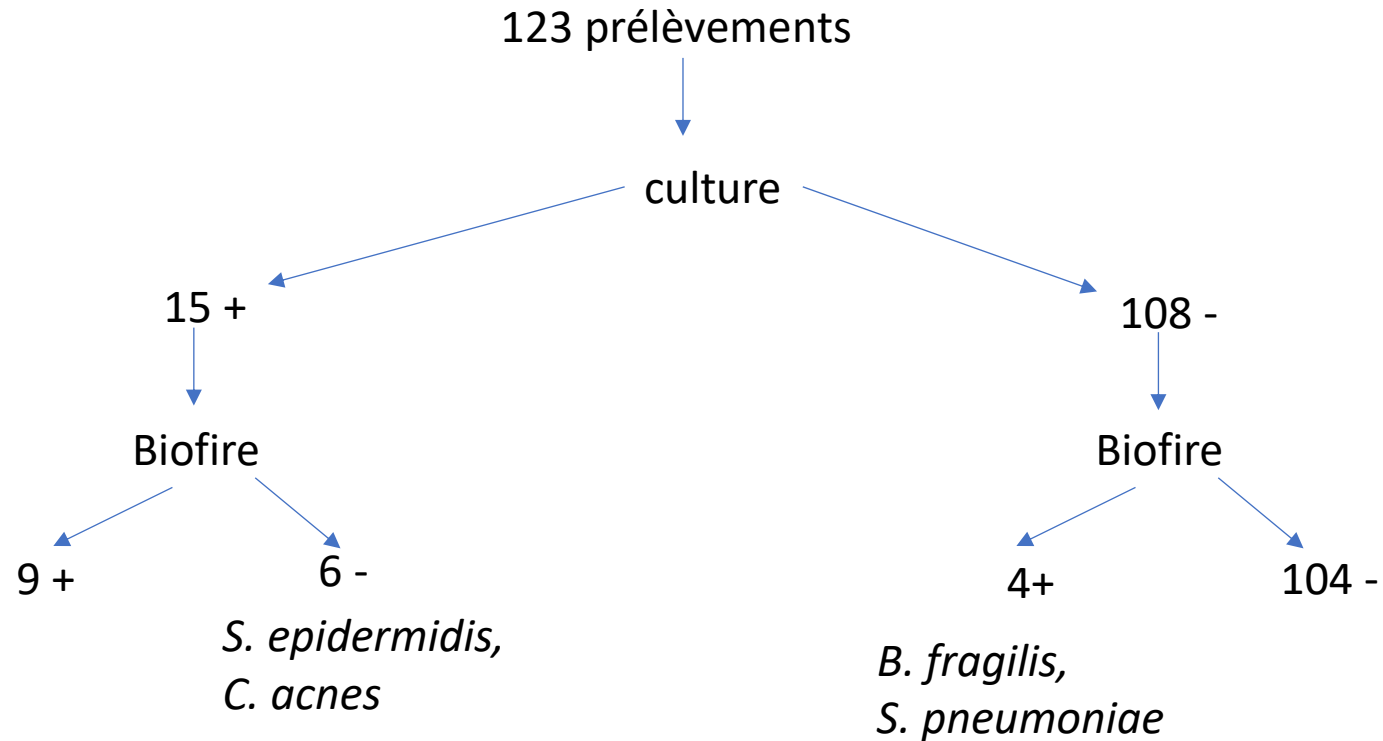 123 prélèvements
culture
15 +
108 -
Biofire
Biofire
9 +
6 -
4+
104 -
S. epidermidis,
C. acnes
B. fragilis,
S. pneumoniae